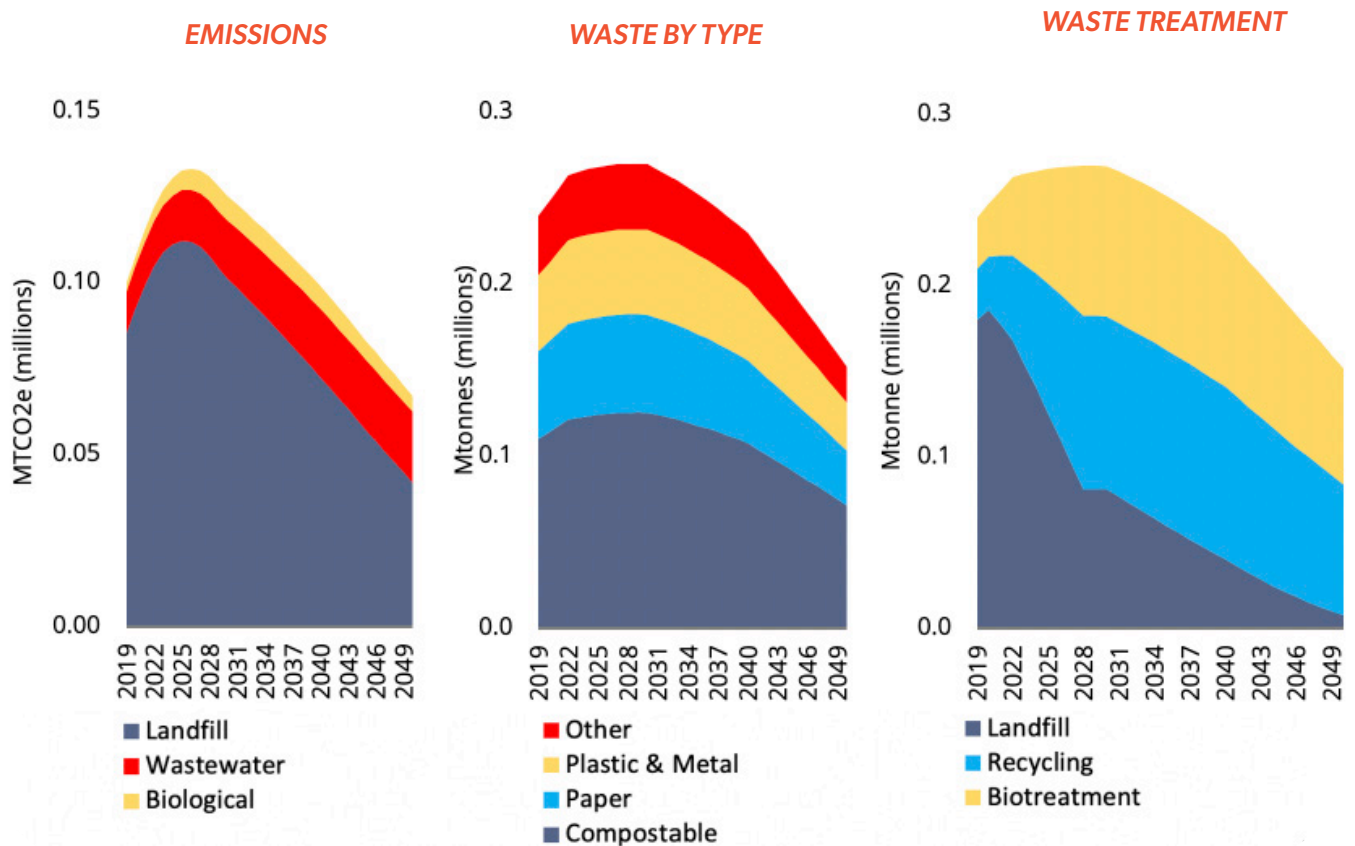 EMISSIONS
WASTE BY TYPE
WASTE TREATMENT
MTCO2e (millions)
0.15
0.10
0.05
0.00
2019 2022 2025 2028 2031 2034 2037 2040 2043 2046 2049
Landfill
Wastewater
Biological
Mtonnes (millions)
0.3
0.2
0.1
0.0
2019 2022 2025 2028 2031 2034 2037 2040 2043 2046 2049
Other
Plastic & Metal
Paper
Compostable
Mtonne (millions)
0.3
0.2
0.1
0.0
2019 2022 2025 2028 2031 2034 2037 2040 2043 2046 2049
Landfill
Recycling
Biotreatment